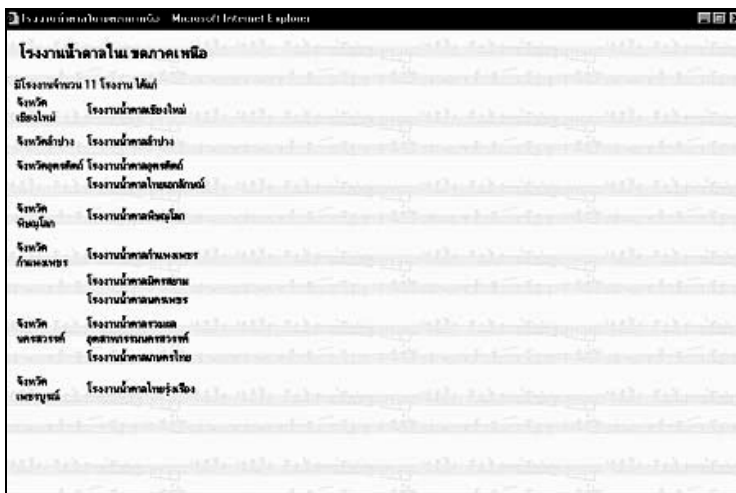 โรงงานน้ำตาลในเขตภาคเหนือ - Microsoft Internet Explorer
โรงงานน้ำตาลในเขตภาคเหนือ
มีโรงงานจำนวน 11 โรงงาน ได้แก่
จังหวัด
เชียงใหม่ โรงงานน้ำตาลเชียงใหม่
จังหวัดลำปาง โรงงานน้ำตาลลำปาง
จังหวัดอุตรดิตถ์ โรงงานน้ำตาลอุตรดิตถ์
โรงงานน้ำตาลไทยเอกลักษณ์
จังหวัด
พิษณุโลก โรงงานน้ำตาลพิษณุโลก
จังหวัด
กำแพงเพชร โรงงานน้ำตาลกำแพงเพชร
โรงงานน้ำตาลมิตรสยาม
โรงงานน้ำตาลนครเพชร
จังหวัด โรงงานน้ำตาลรวมผล
นครสวรรค์ อุตสาหกรรมนครสวรรค์
โรงงานน้ำตาลเกษตรไทย
จังหวัด
เพชรบูรณ์ โรงงานน้ำตาลไทยรุ่งเรือง